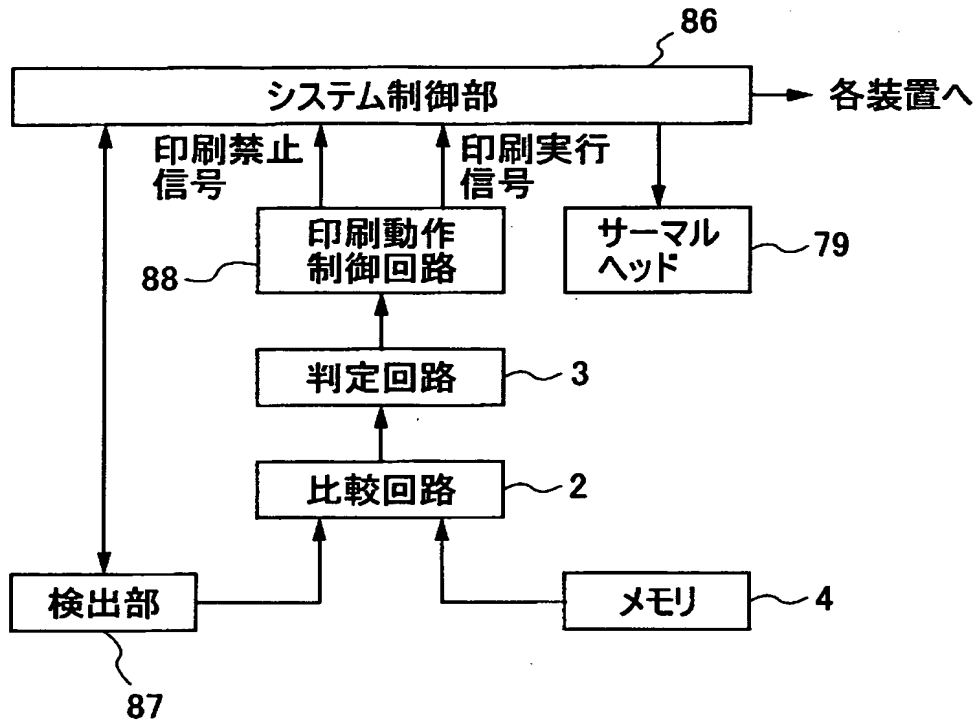 86
システム制御部
各装置へ
印刷禁止
信号
印刷実行
信号
印刷動作
制御回路
88
サーマル
ヘッド
79
判定回路
3
比較回路
2
検出部
87
メモリ
4